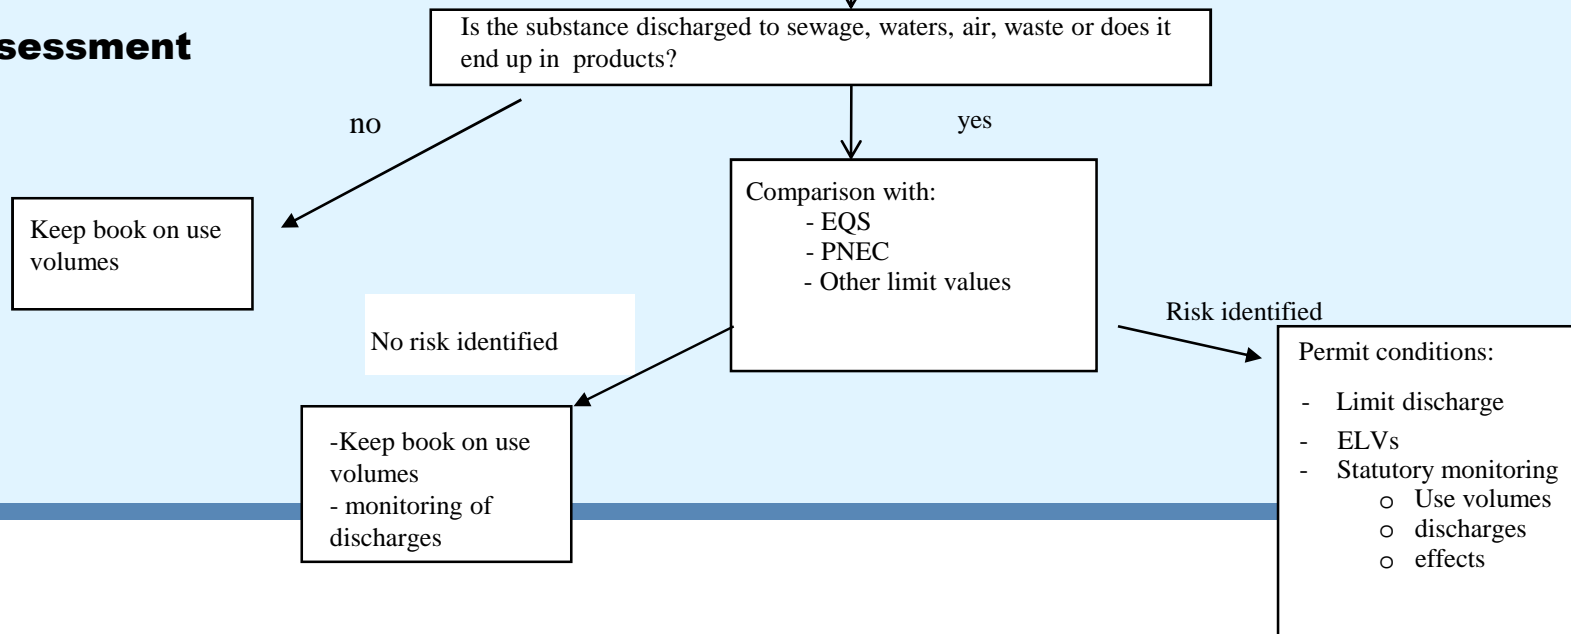 ssessment
Is the substance discharged to sewage, waters, air, waste or does it
end up in products?
no
yes
Keep book on use
volumes
Comparison with:
- EQS
- PNEC
- Other limit values
No risk identified
Risk identified
-Keep book on use
volumes
- monitoring of
discharges
Permit conditions:
- Limit discharge
- ELVs
- Statutory monitoring
o Use volumes
o discharges
o effects